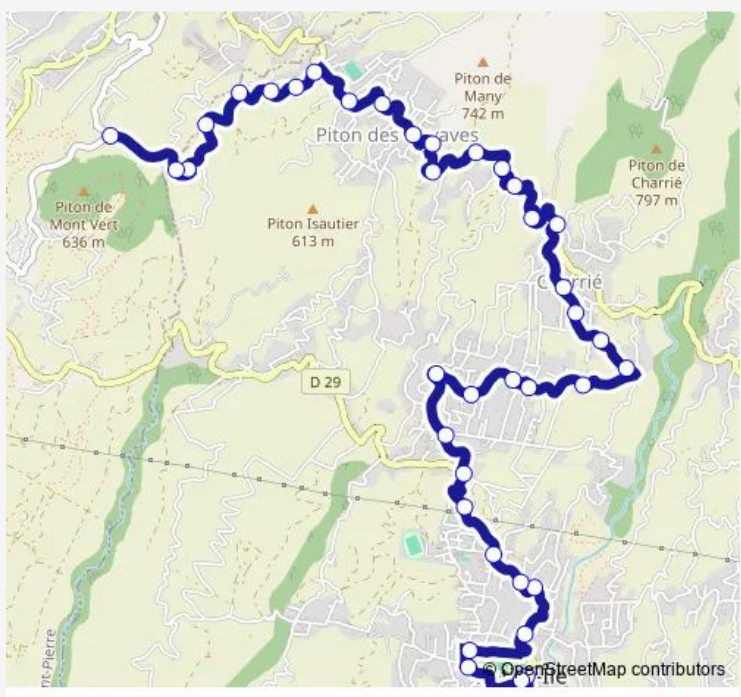 Piton de
Many
742 m
Piton des
Piton de
Charrié
797 m
Piton de
Mont Vert
636 m
Piton Isautier
613 m
D 29
© OpenStreetMap contributors